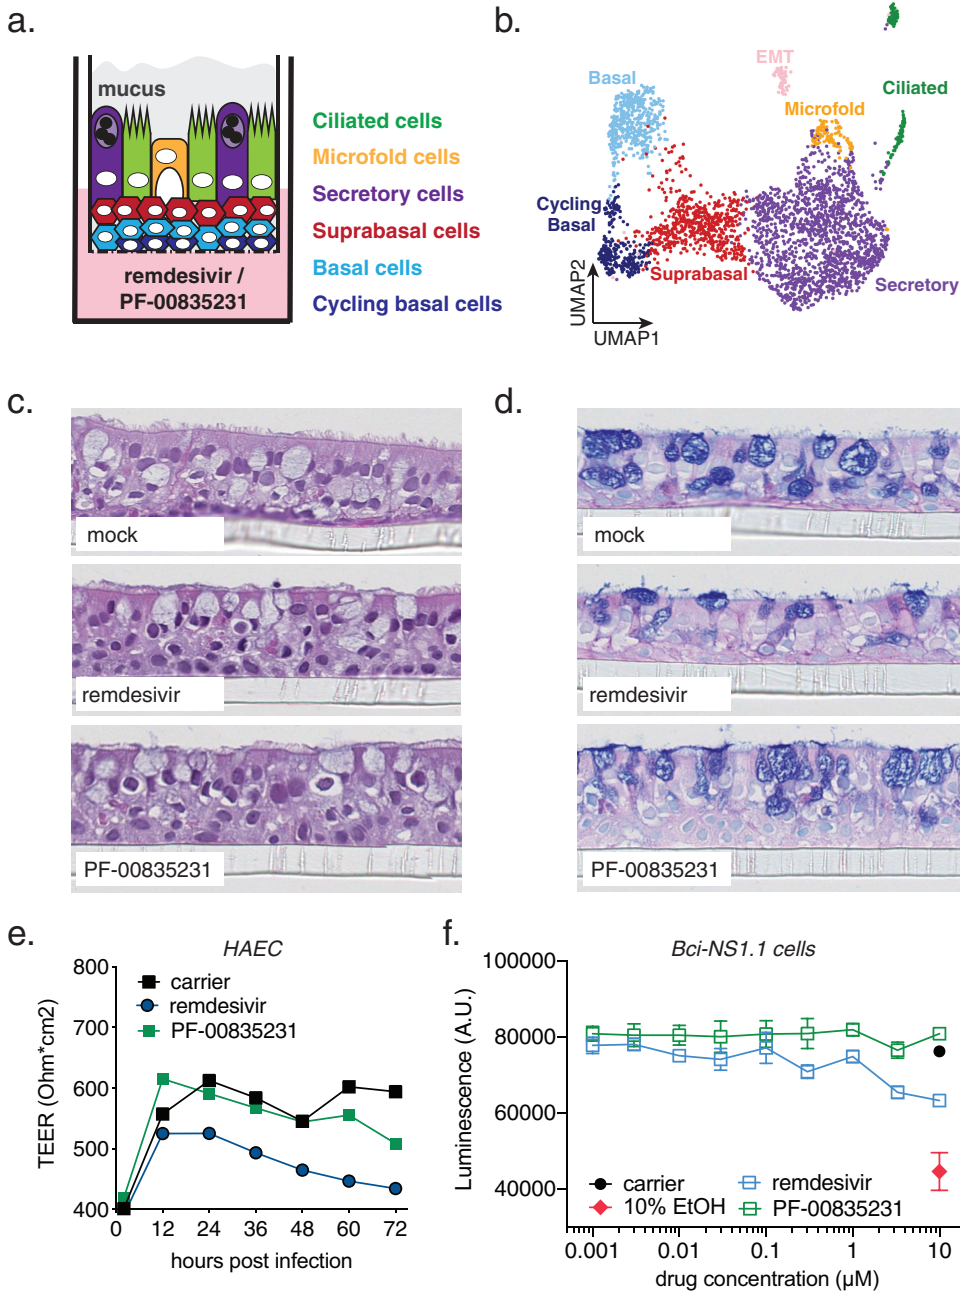 a.
mucus
remdesivir /
PF-00835231
Ciliated cells
Microfold cells
Secretory cells
Suprabasal cells
Basal cells
Cycling basal cells
b.
EMT
Basal
Ciliated
Microfold
Cycling
Basal
Suprabasal
Secretory
UMAP2
UMAP1
c.
mock
remdesivir
PF-00835231
d.
mock
remdesivir
PF-00835231
e.
HAEC
800
700
600
500
400
TEER (Ohm*cm2)
carrier
remdesivir
PF-00835231
0 12 24 36 48 60 72
hours post infection
f.
Bci-NS1.1 cells
100000
80000
60000
40000
Luminescence (A.U.)
carrier
10% EtOH
remdesivir
PF-00835231
0.001 0.01 0.1 1 10
drug concentration (µM)